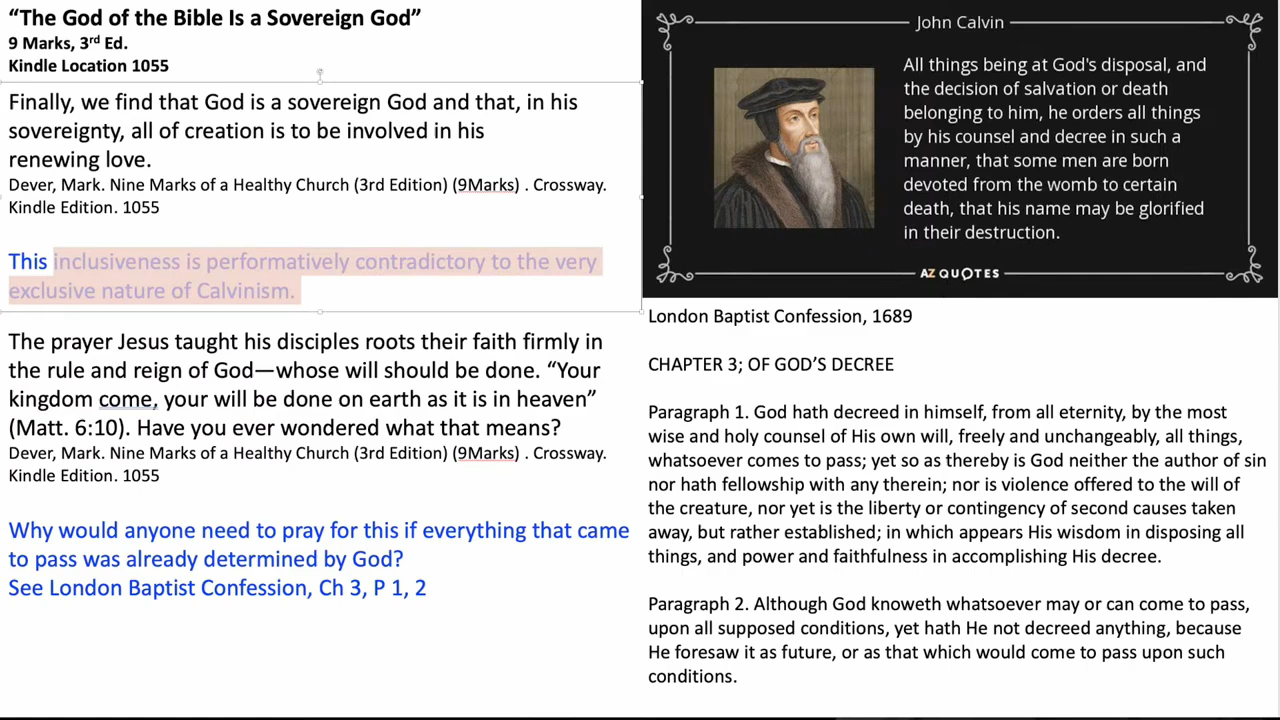 “The God of the Bible Is a Sovereign God”
9 Marks, 3rd Ed.
Kindle Location 1055
Finally, we find that God is a sovereign God and that, in his
sovereignty, all of creation is to be involved in his
renewing love.
Dever, Mark. Nine Marks of a Healthy Church (3rd Edition) (9Marks) . Crossway.
Kindle Edition. 1055
This inclusiveness is performatively contradictory to the very
exclusive nature of Calvinism.
The prayer Jesus taught his disciples roots their faith firmly in
the rule and reign of God—whose will should be done. “Your
kingdom come, your will be done on earth as it is in heaven”
(Matt. 6:10). Have you ever wondered what that means?
Dever, Mark. Nine Marks of a Healthy Church (3rd Edition) (9Marks) . Crossway.
Kindle Edition. 1055
Why would anyone need to pray for this if everything that came
to pass was already determined by God?
See London Baptist Confession, Ch 3, P 1, 2
John Calvin
All things being at God's disposal, and
the decision of salvation or death
belonging to him, he orders all things
by his counsel and decree in such a
manner, that some men are born
devoted from the womb to certain
death, that his name may be glorified
in their destruction.
AZ QUOTES
London Baptist Confession, 1689
CHAPTER 3; OF GOD’S DECREE
Paragraph 1. God hath decreed in himself, from all eternity, by the most
wise and holy counsel of His own will, freely and unchangeably, all things,
whatsoever comes to pass; yet so as thereby is God neither the author of sin
nor hath fellowship with any therein; nor is violence offered to the will of
the creature, nor yet is the liberty or contingency of second causes taken
away, but rather established; in which appears His wisdom in disposing all
things, and power and faithfulness in accomplishing His decree.
Paragraph 2. Although God knoweth whatsoever may or can come to pass,
upon all supposed conditions, yet hath He not decreed anything, because
He foresaw it as future, or as that which would come to pass upon such
conditions.